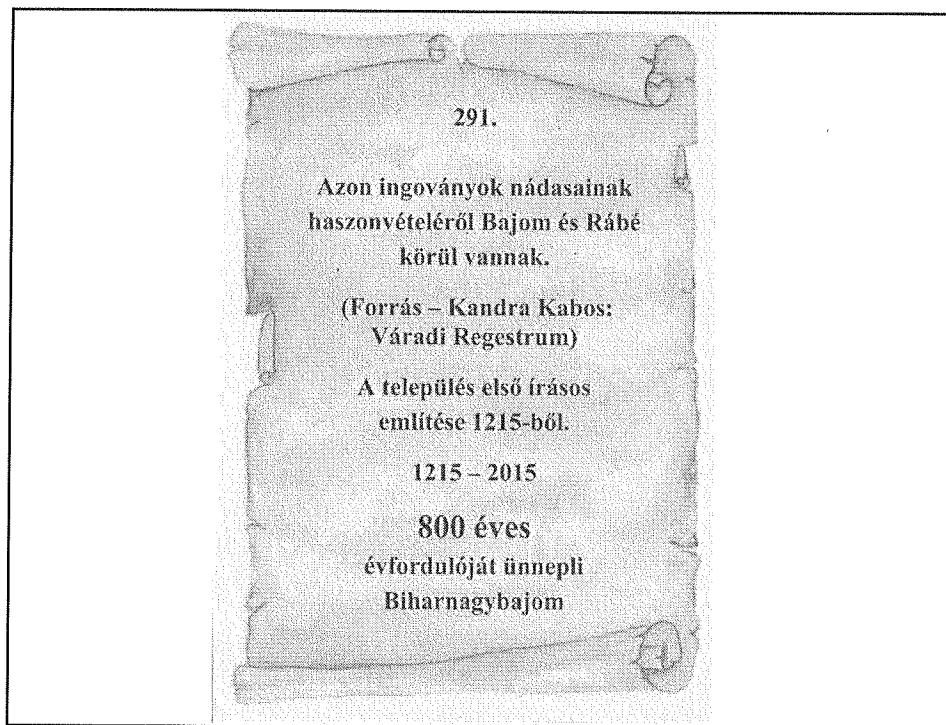 291.
Azon ingoványok nádasainak
haszonvételéről Bajom és Rábé
körül vannak.
(Forrás – Kandra Kabos:
Váradi Regestrum)
A település első írásos
említése 1215-ből.
1215 – 2015
800 éves
évfordulóját ünnepli
Biharnagybajom